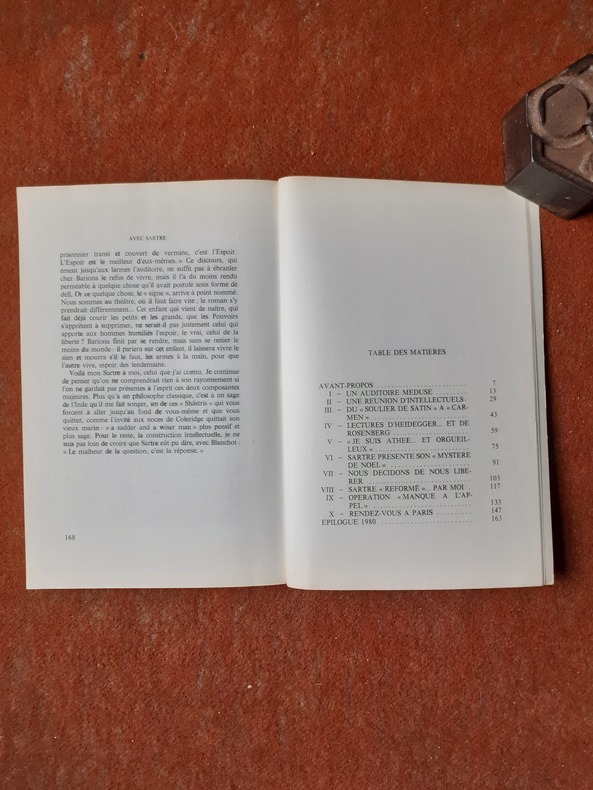 AVEC SARTRE
prisonnier transi et couvert de vermine, c'est l'Espoir.
L'Espoir est le meilleur d'eux-mêmes. » Ce discours, qui
émeut jusqu'aux larmes l'auditoire, ne suffit pas à ébranler
chez Bariona le refus de vivre, mais il l'a du moins rendu
perméable à quelque chose qu'il avait postulé sous forme de
défi. Or ce quelque chose, le « signe », arrive à point nommé.
Nous sommes au théâtre, où il faut faire vite : le roman s'y
prendrait différemment... Cet enfant qui vient de naître, qui
fait déjà courir les petits et les grands, que les Pouvoirs
s'apprêtent à supprimer, ne serait-il pas justement celui qui
apporte aux hommes humiliés l'espoir, le vrai, celui de la
liberté ? Bariona finit par se rendre, mais sans se renier le
moins du monde : il pariera sur cet enfant, il laissera vivre le
sien et mourra s'il le faut, les armes à la main, pour que
l'autre vive, espoir des lendemains.
Voilà mon Sartre à moi, celui que j'ai connu. Je continue
de penser qu'on ne comprendrait rien à son rayonnement si
l'on ne gardait pas présentes à l'esprit ces deux composantes
majeures. Plus qu'à un philosophe classique, c'est à un sage
de l'Inde qu'il me fait songer, un de ces « Shâstris » qui vous
forcent à aller jusqu'au fond de vous-même et que vous
quittez, comme l'invité aux noces de Coleridge quittait son
vieux marin : « a sadder and a wiser man » plus pensif et
plus sage. Pour le reste, la construction intellectuelle, je ne
suis pas loin de croire que Sartre eût pu dire, avec Blanchot :
« Le malheur de la question, c'est la réponse. »
168
TABLE DES MATIERES
AVANT-PROPOS ........ 7
I – UN AUDITOIRE MEDUSE ........ 13
II – UNE REUNION D'INTELLECTUELS .. 29
III – DU « SOULIER DE SATIN » A « CAR-
MEN » ........ 43
IV – LECTURES D'HEIDEGGER... ET DE
ROSENBERG ........ 59
V – « JE SUIS ATHEE... ET ORGUEIL-
LEUX » ........ 75
VI – SARTRE PRESENTE SON « MYSTERE
DE NOEL » ........ 91
VII – NOUS DECIDONS DE NOUS LIBE-
RER ........ 103
VIII – SARTRE « REFORMÉ »... PAR MOI .. 117
IX – OPERATION « MANQUE A L'AP-
PEL » ........ 133
X – RENDEZ-VOUS A PARIS ........ 147
EPILOGUE 1980 ........ 163